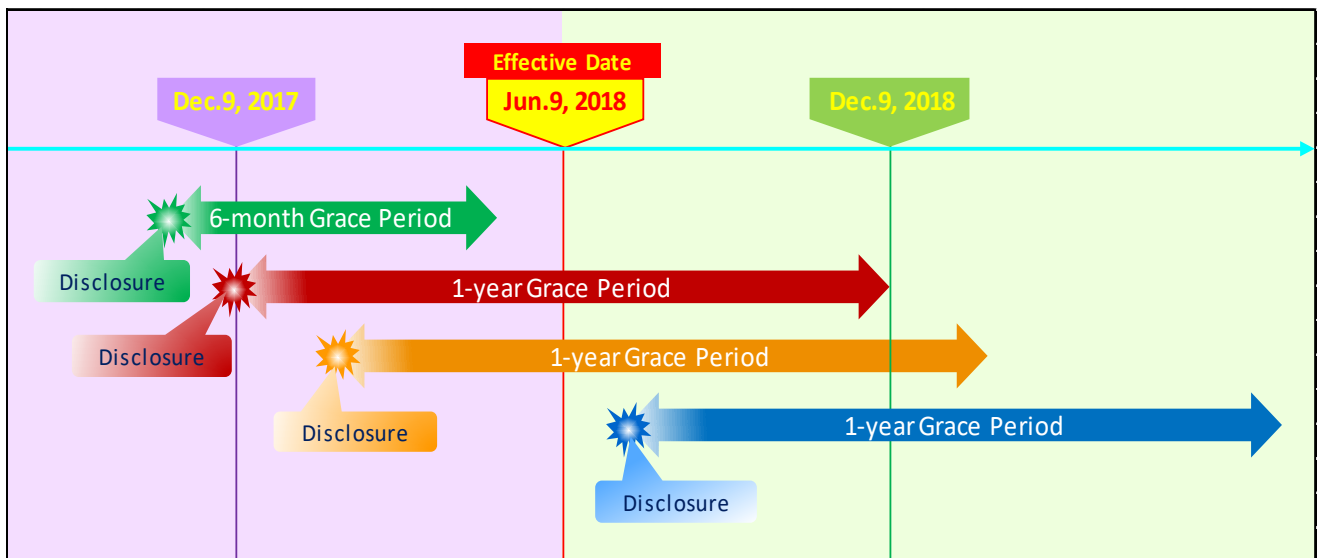 Effective Date
Dec.9, 2017
Jun.9, 2018
Dec.9, 2018
6-month Grace Period
Disclosure
1-year Grace Period
Disclosure
1-year Grace Period
Disclosure
1-year Grace Period
Disclosure